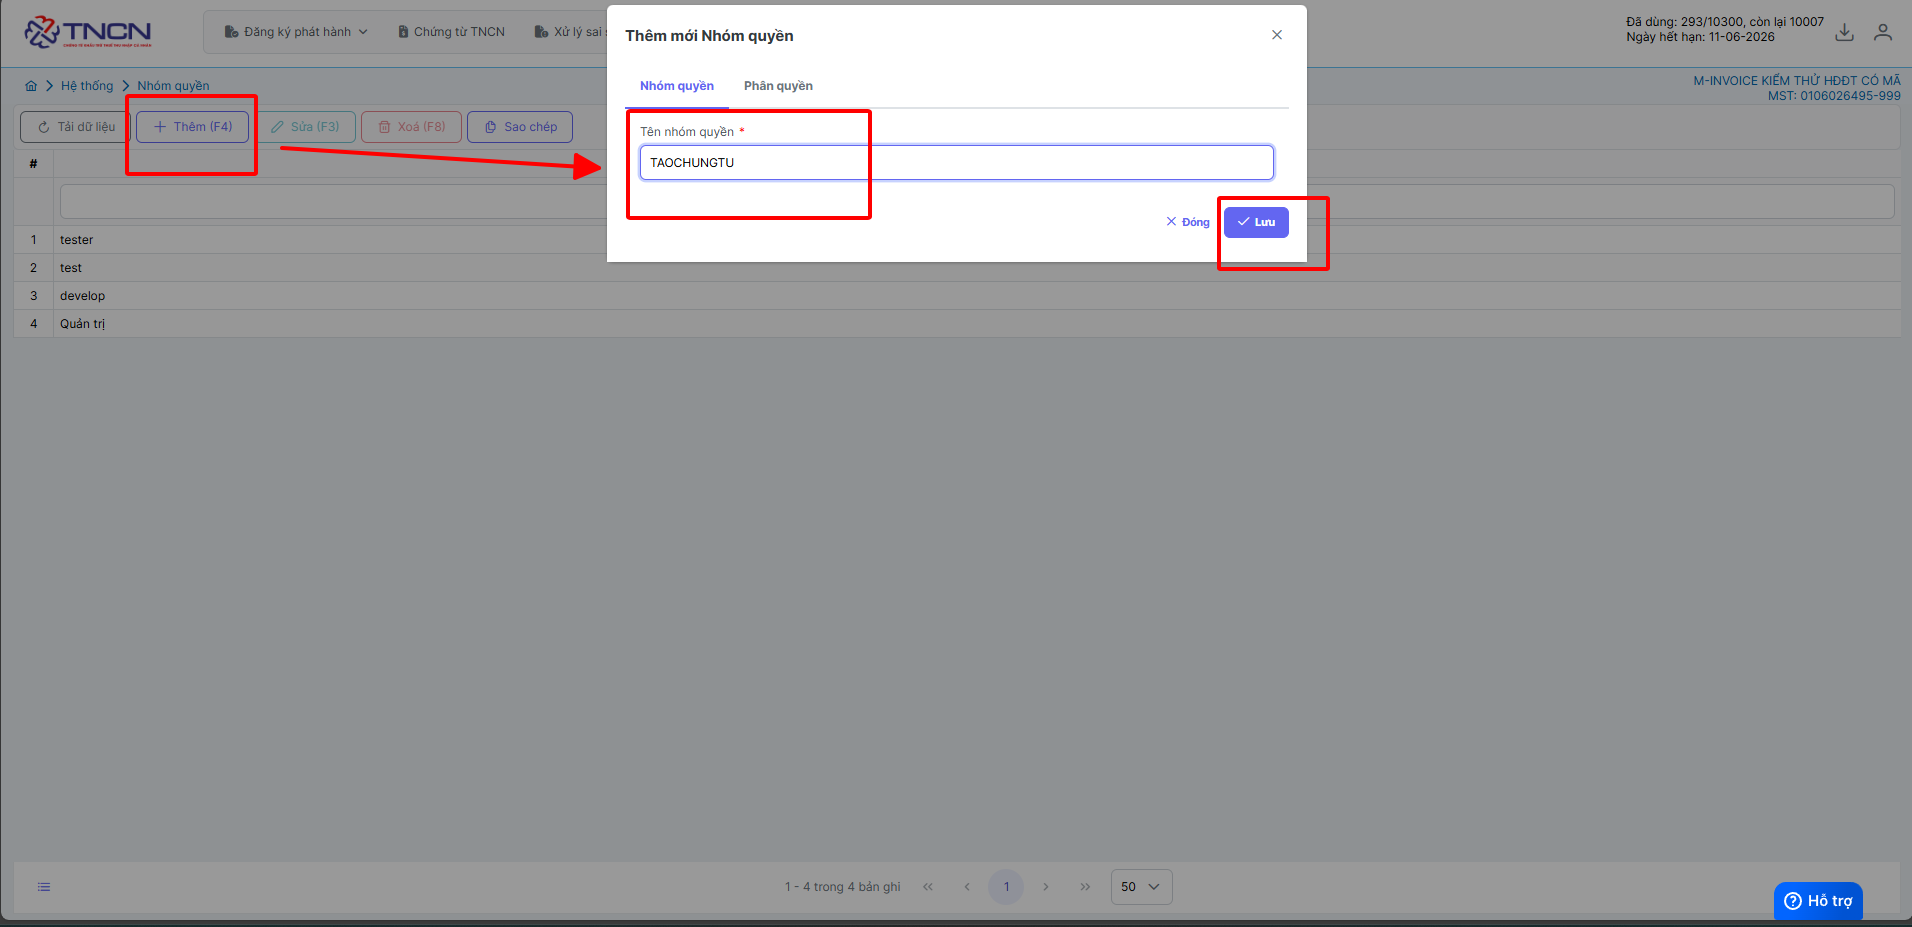 TNCN
Đăng ký phát hành
Chứng từ TNCN
Xử lý sai s
Đã dùng: 293/10300, còn lại 10007
Ngày hết hạn: 11-06-2026
Hệ thống
Nhóm quyền
M-INVOICE KIỂM THỬ HĐĐT CÓ MÃ
MST: 0106026495-999
Tải dữ liệu
Thêm (F4)
Sửa (F3)
Xoá (F8)
Sao chép
Thêm mới Nhóm quyền
Nhóm quyền
Phân quyền
Tên nhóm quyền *
TAOCHUNGTU
Đóng
Lưu
#
1 tester
2 test
3 develop
4 Quản trị
1 - 4 trong 4 bản ghi
1
50
Hỗ trợ